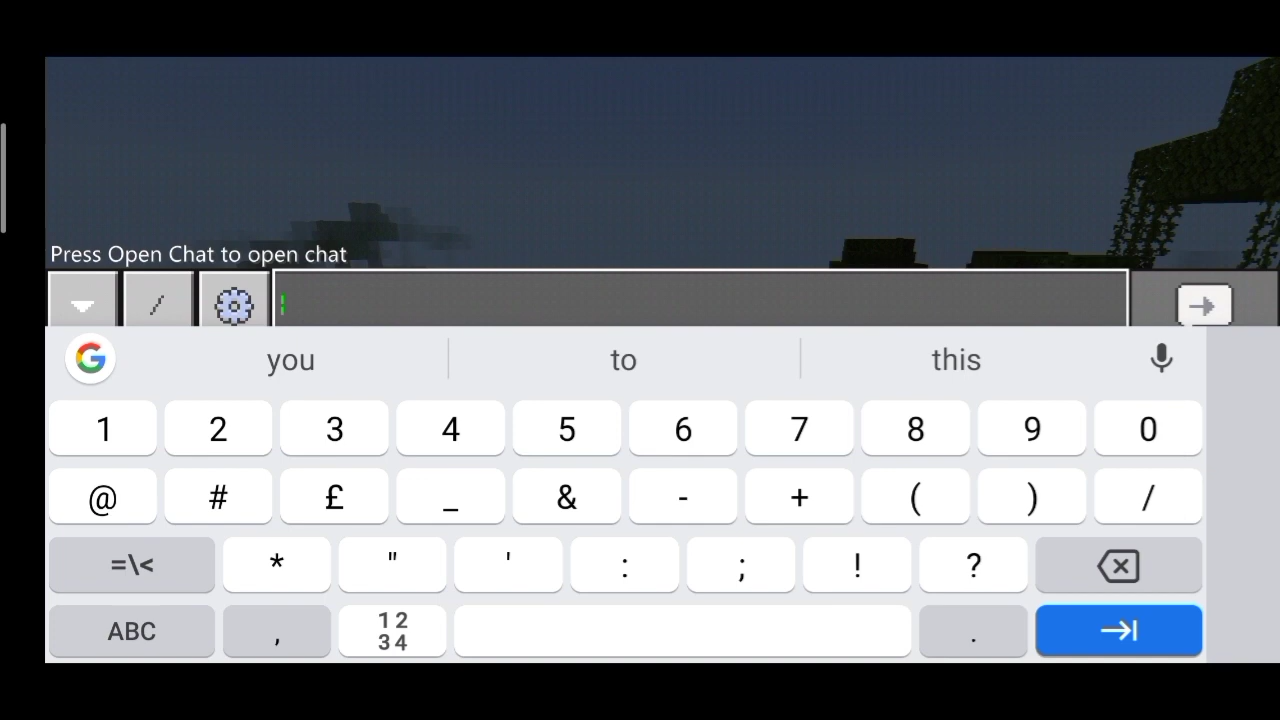 Press Open Chat to open chat
/
you to this
1 2 3 4 5 6 7 8 9 0
@ # £ _ & - + ( ) /
=\< * " ' : ; ! ?
ABC , 1 2 3 4 .